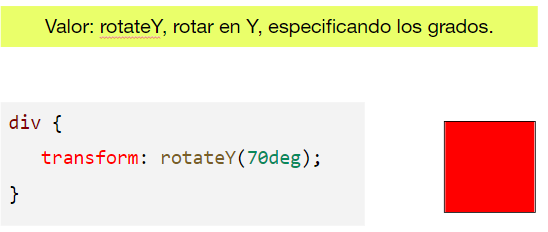 Valor: rotateY, rotar en Y, especificando los grados.
div {
transform: rotateY(70deg);
}